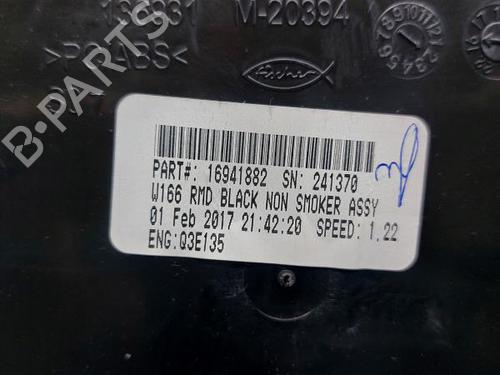 M-20394
>PC ABS<
fischer
PART#: 16941882 SN: 241370
W166 RMD BLACK NON SMOKER ASSY
01 Feb 2017 21:42:20 SPEED: 1.22
ENG:Q3E135
B-PARTS